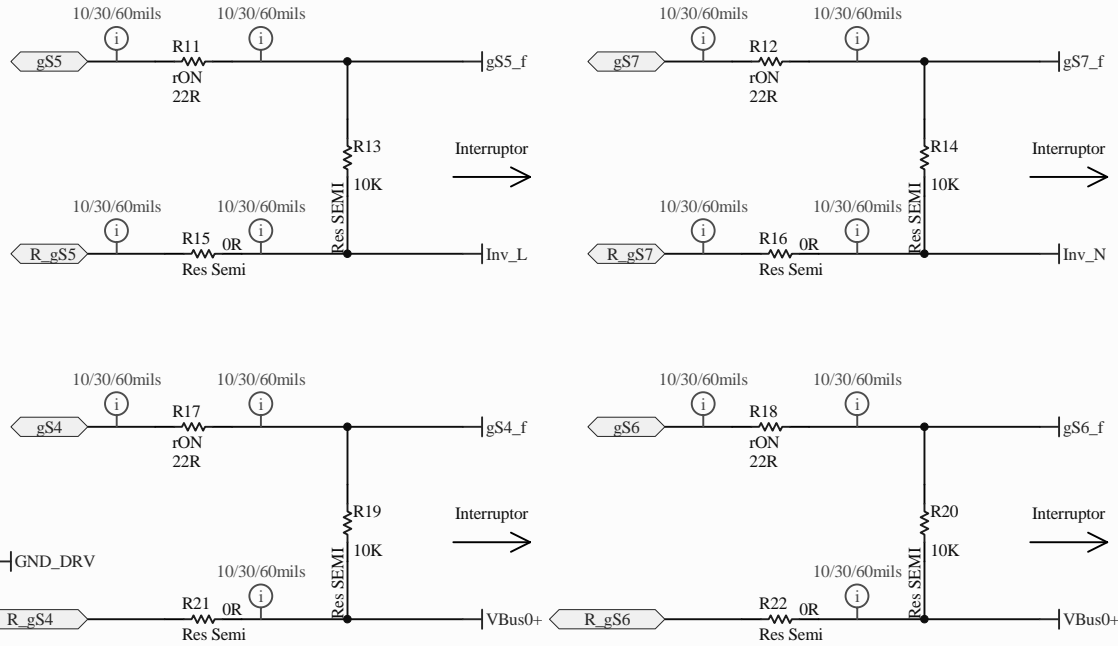 10/30/60mils 10/30/60mils 10/30/60mils 10/30/60mils
i R11 i i R12 i
gS5 gS5_f gS7 gS7_f
rON rON
22R 22R
R13 Interruptor R14 Interruptor
10K 10K
Res SEMI Res SEMI
10/30/60mils 10/30/60mils 10/30/60mils 10/30/60mils
i R15 0R i i R16 0R i
R_gS5 Inv_L R_gS7 Inv_N
Res Semi Res Semi
10/30/60mils 10/30/60mils 10/30/60mils 10/30/60mils
i R17 i i R18 i
gS4 gS4_f gS6 gS6_f
rON rON
22R 22R
R19 Interruptor R20 Interruptor
10K 10K
GND_DRV
Res SEMI Res SEMI
10/30/60mils 10/30/60mils
R21 0R i R22 0R i
R_gS4 VBus0+ R_gS6 VBus0+
Res Semi Res Semi